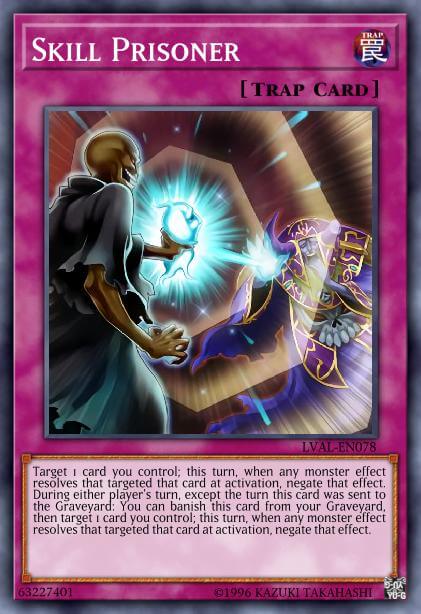 Skill Prisoner
TRAP
罠
[Trap Card]
LVAL-EN078
Target 1 card you control; this turn, when any monster effect
resolves that targeted that card at activation, negate that effect.
During either player's turn, except the turn this card was sent to
the Graveyard: You can banish this card from your Graveyard,
then target 1 card you control; this turn, when any monster effect
resolves that targeted that card at activation, negate that effect.
63227401
©1996 KAZUKI TAKAHASHI